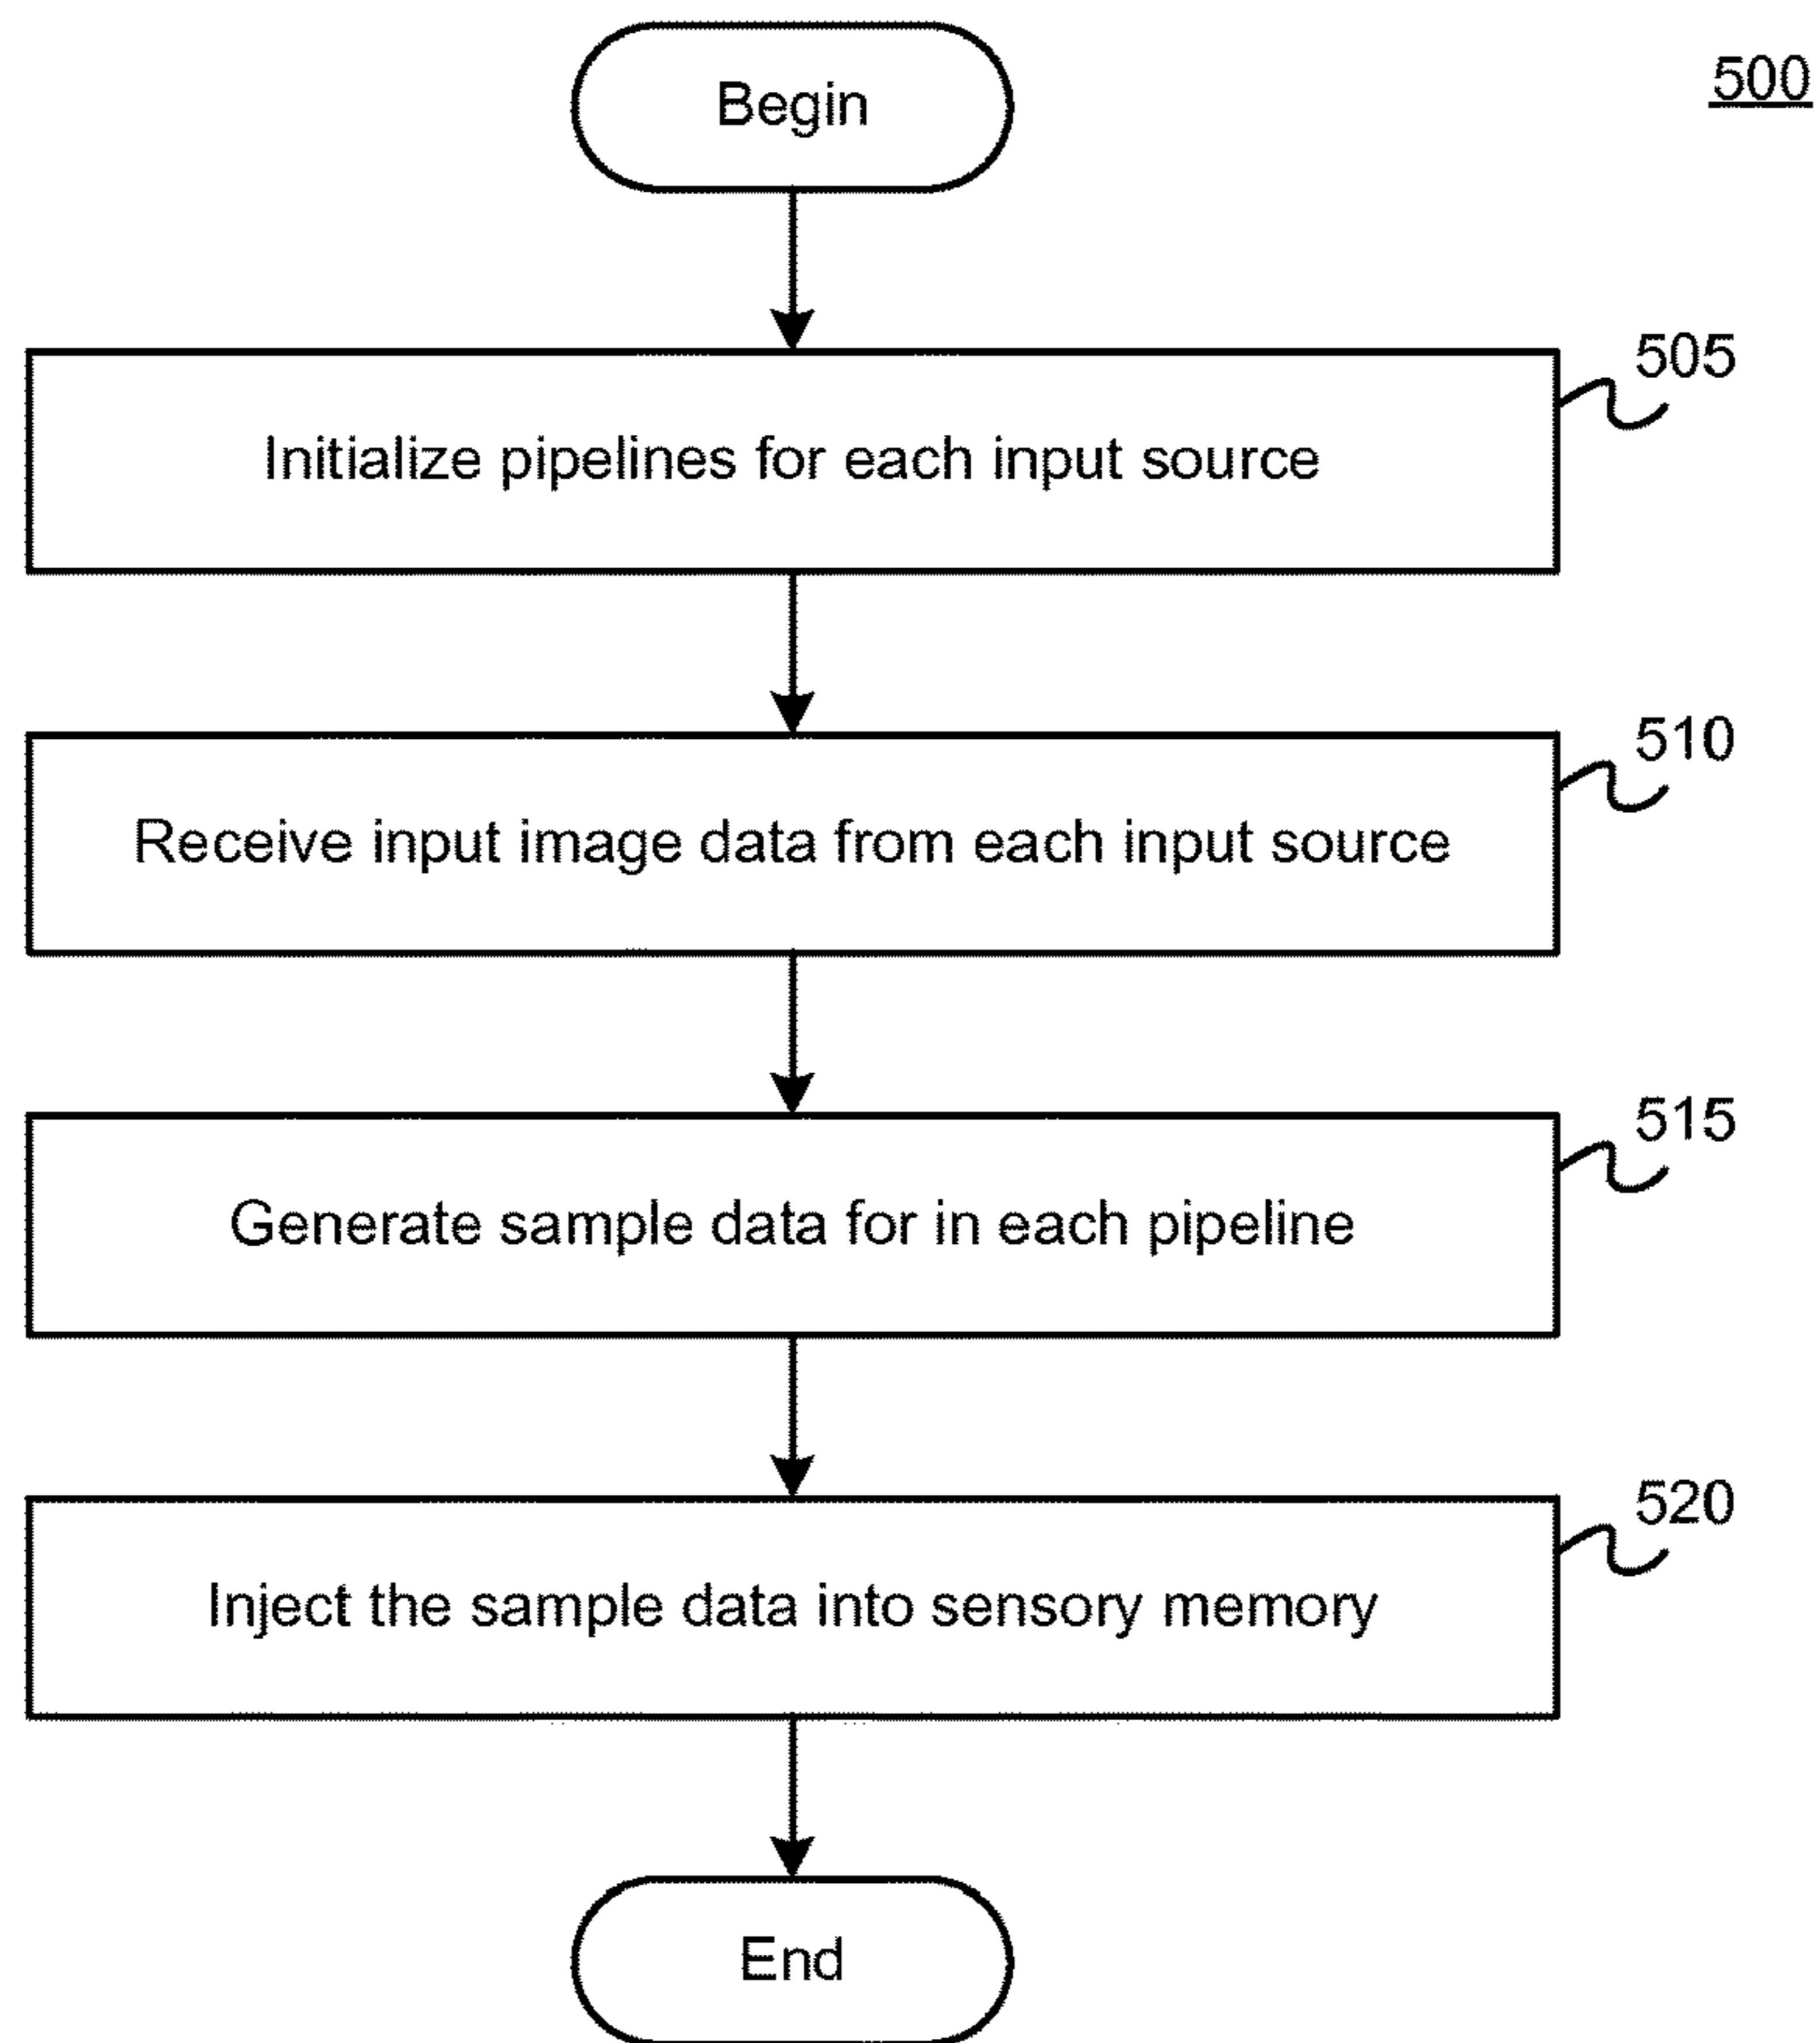 Begin
500
505
Initialize pipelines for each input source
510
Receive input image data from each input source
515
Generate sample data for in each pipeline
520
Inject the sample data into sensory memory
End